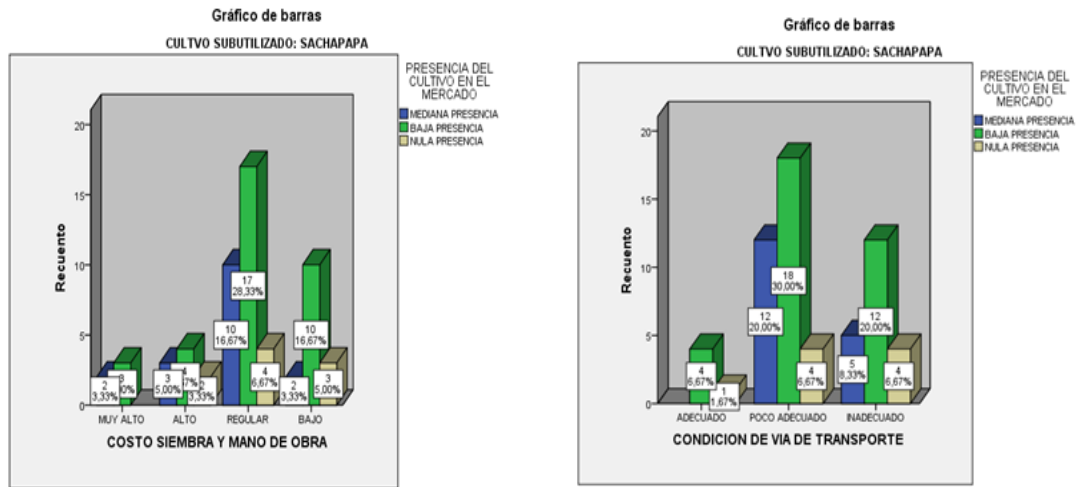 Gráfico de barras
CULTVO SUBUTILIZADO: SACHAPAPA
PRESENCIA DEL
CULTIVO EN EL
MERCADO
MEDIANA PRESENCIA
BAJA PRESENCIA
NULA PRESENCIA
Recuento
20
15
10
5
0
2
3,33%
3
00%
3
5,00%
4
67%
2
3,33%
10
16,67%
17
28,33%
4
6,67%
2
3,33%
10
16,67%
3
5,00%
MUY ALTO
ALTO
REGULAR
BAJO
COSTO SIEMBRA Y MANO DE OBRA
Gráfico de barras
CULTVO SUBUTILIZADO: SACHAPAPA
PRESENCIA DEL
CULTIVO EN EL
MERCADO
MEDIANA PRESENCIA
BAJA PRESENCIA
NULA PRESENCIA
Recuento
20
15
10
5
0
4
6,67%
1
1,67%
12
20,00%
18
30,00%
4
6,67%
5
8,33%
12
20,00%
4
6,67%
ADECUADO
POCO ADECUADO
INADECUADO
CONDICION DE VIA DE TRANSPORTE